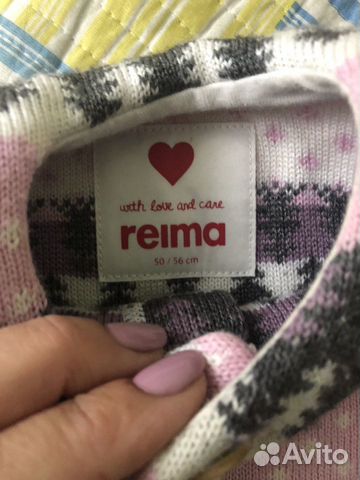 with love and care
reima
50 / 56 cm
Avito